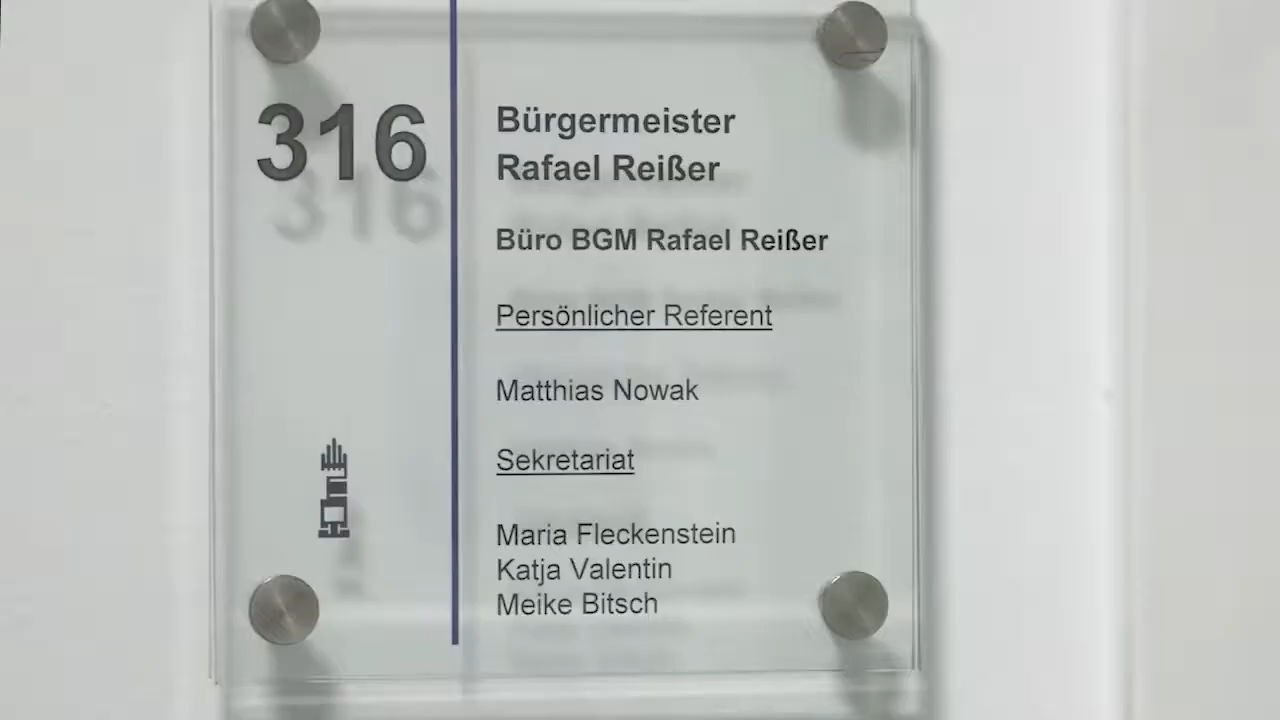 316
Bürgermeister
Rafael Reißer
Büro BGM Rafael Reißer
Persönlicher Referent
Matthias Nowak
Sekretariat
Maria Fleckenstein
Katja Valentin
Meike Bitsch